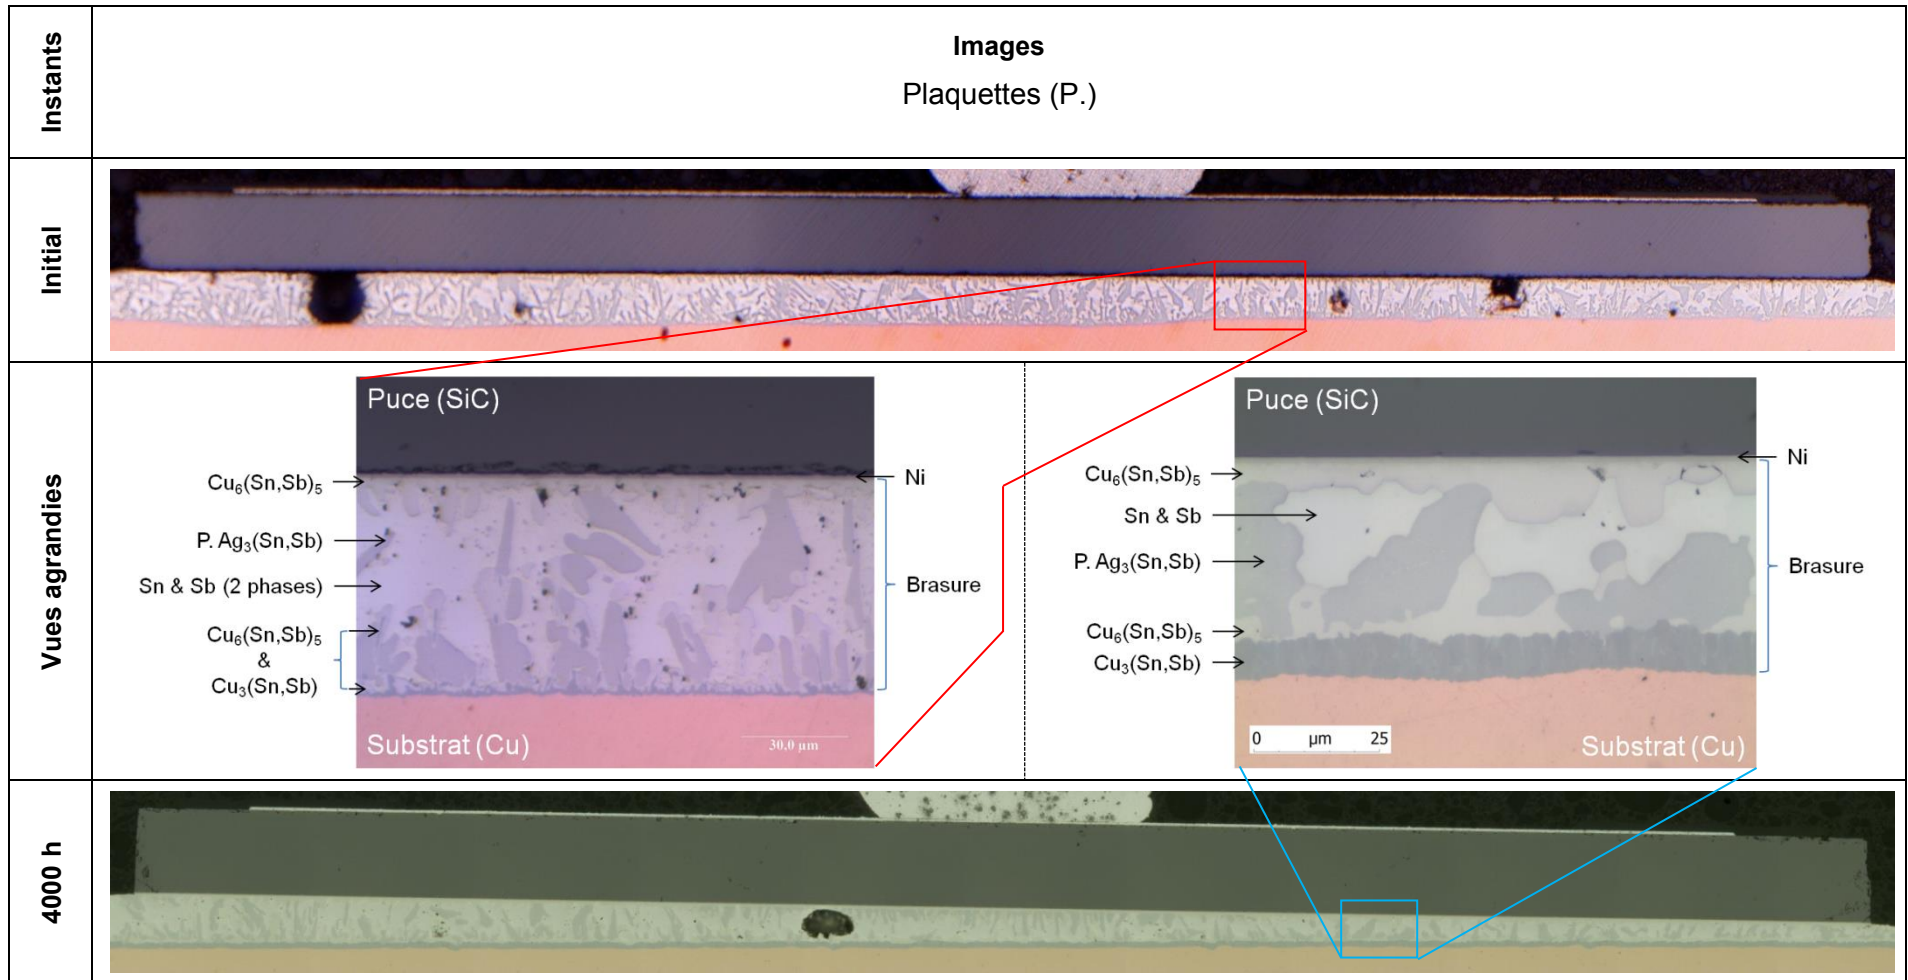 Instants
Images
Plaquettes (P.)
Initial
Vues agrandies
Puce (SiC)
Cu₆(Sn,Sb)₅
Ni
P. Ag₃(Sn,Sb)
Sn & Sb (2 phases)
Brasure
Cu₆(Sn,Sb)₅
&
Cu₃(Sn,Sb)
Substrat (Cu)
30.0 µm
Puce (SiC)
Ni
Cu₆(Sn,Sb)₅
Sn & Sb
P. Ag₃(Sn,Sb)
Brasure
Cu₆(Sn,Sb)₅
Cu₃(Sn,Sb)
0 µm 25
Substrat (Cu)
4000 h